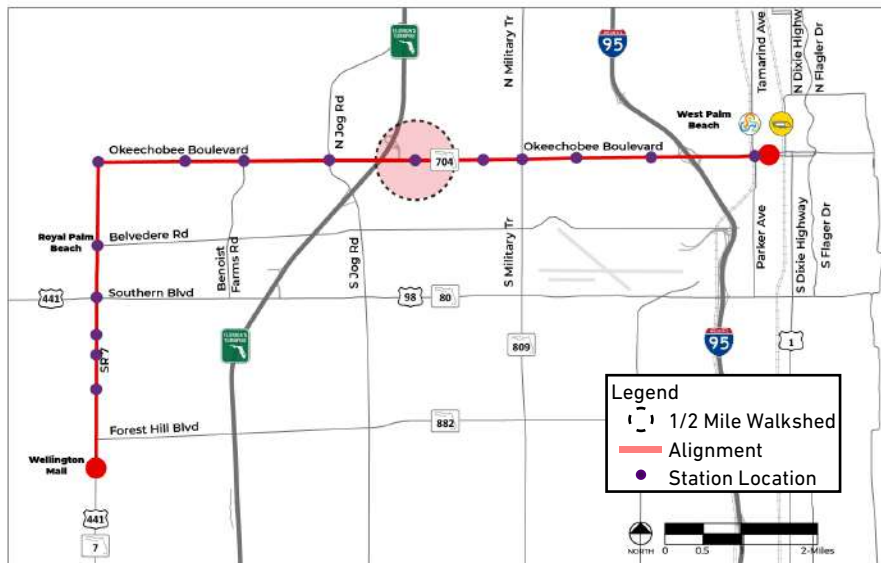 FLORIDA'S
TURNPIKE
N Jog Rd
N Military Tr
INTERSTATE
95
Tamarind Ave
N Dixie Highway
N Flagler Dr
West Palm
Beach
Okeechobee Boulevard
704
Okeechobee Boulevard
Royal Palm
Beach
Belvedere Rd
Benoist
Farms Rd
S Jog Rd
S Military Tr
Parker Ave
S Dixie Highway
S Flager Dr
441
Southern Blvd
98
80
SR 7
FLORIDA'S
TURNPIKE
809
INTERSTATE
95
1
Forest Hill Blvd
882
Wellington
Mall
441
7
Legend
1/2 Mile Walkshed
Alignment
Station Location
NORTH
0
0.5
2-Miles